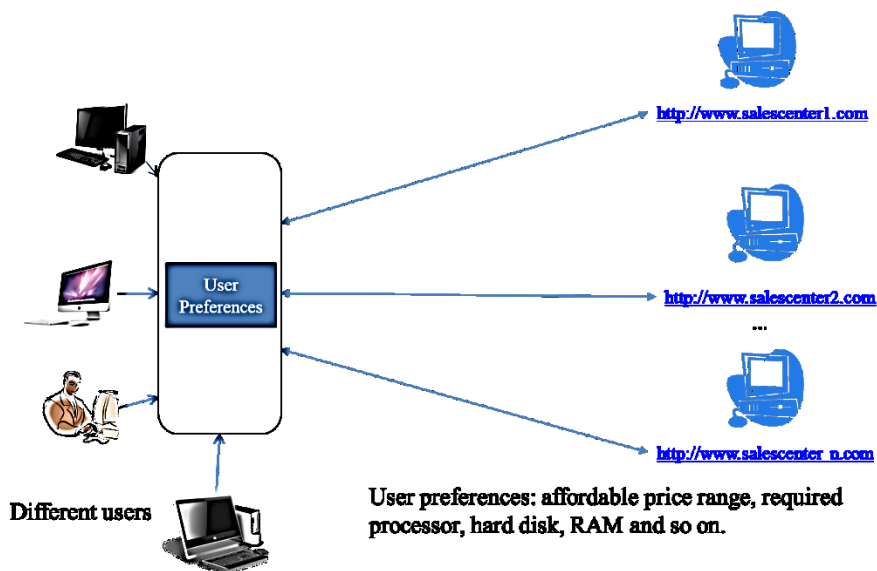 http://www.salescenter1.com
User
Preferences
http://www.salescenter2.com
...
http://www.salescenter_n.com
Different users
User preferences: affordable price range, required
processor, hard disk, RAM and so on.